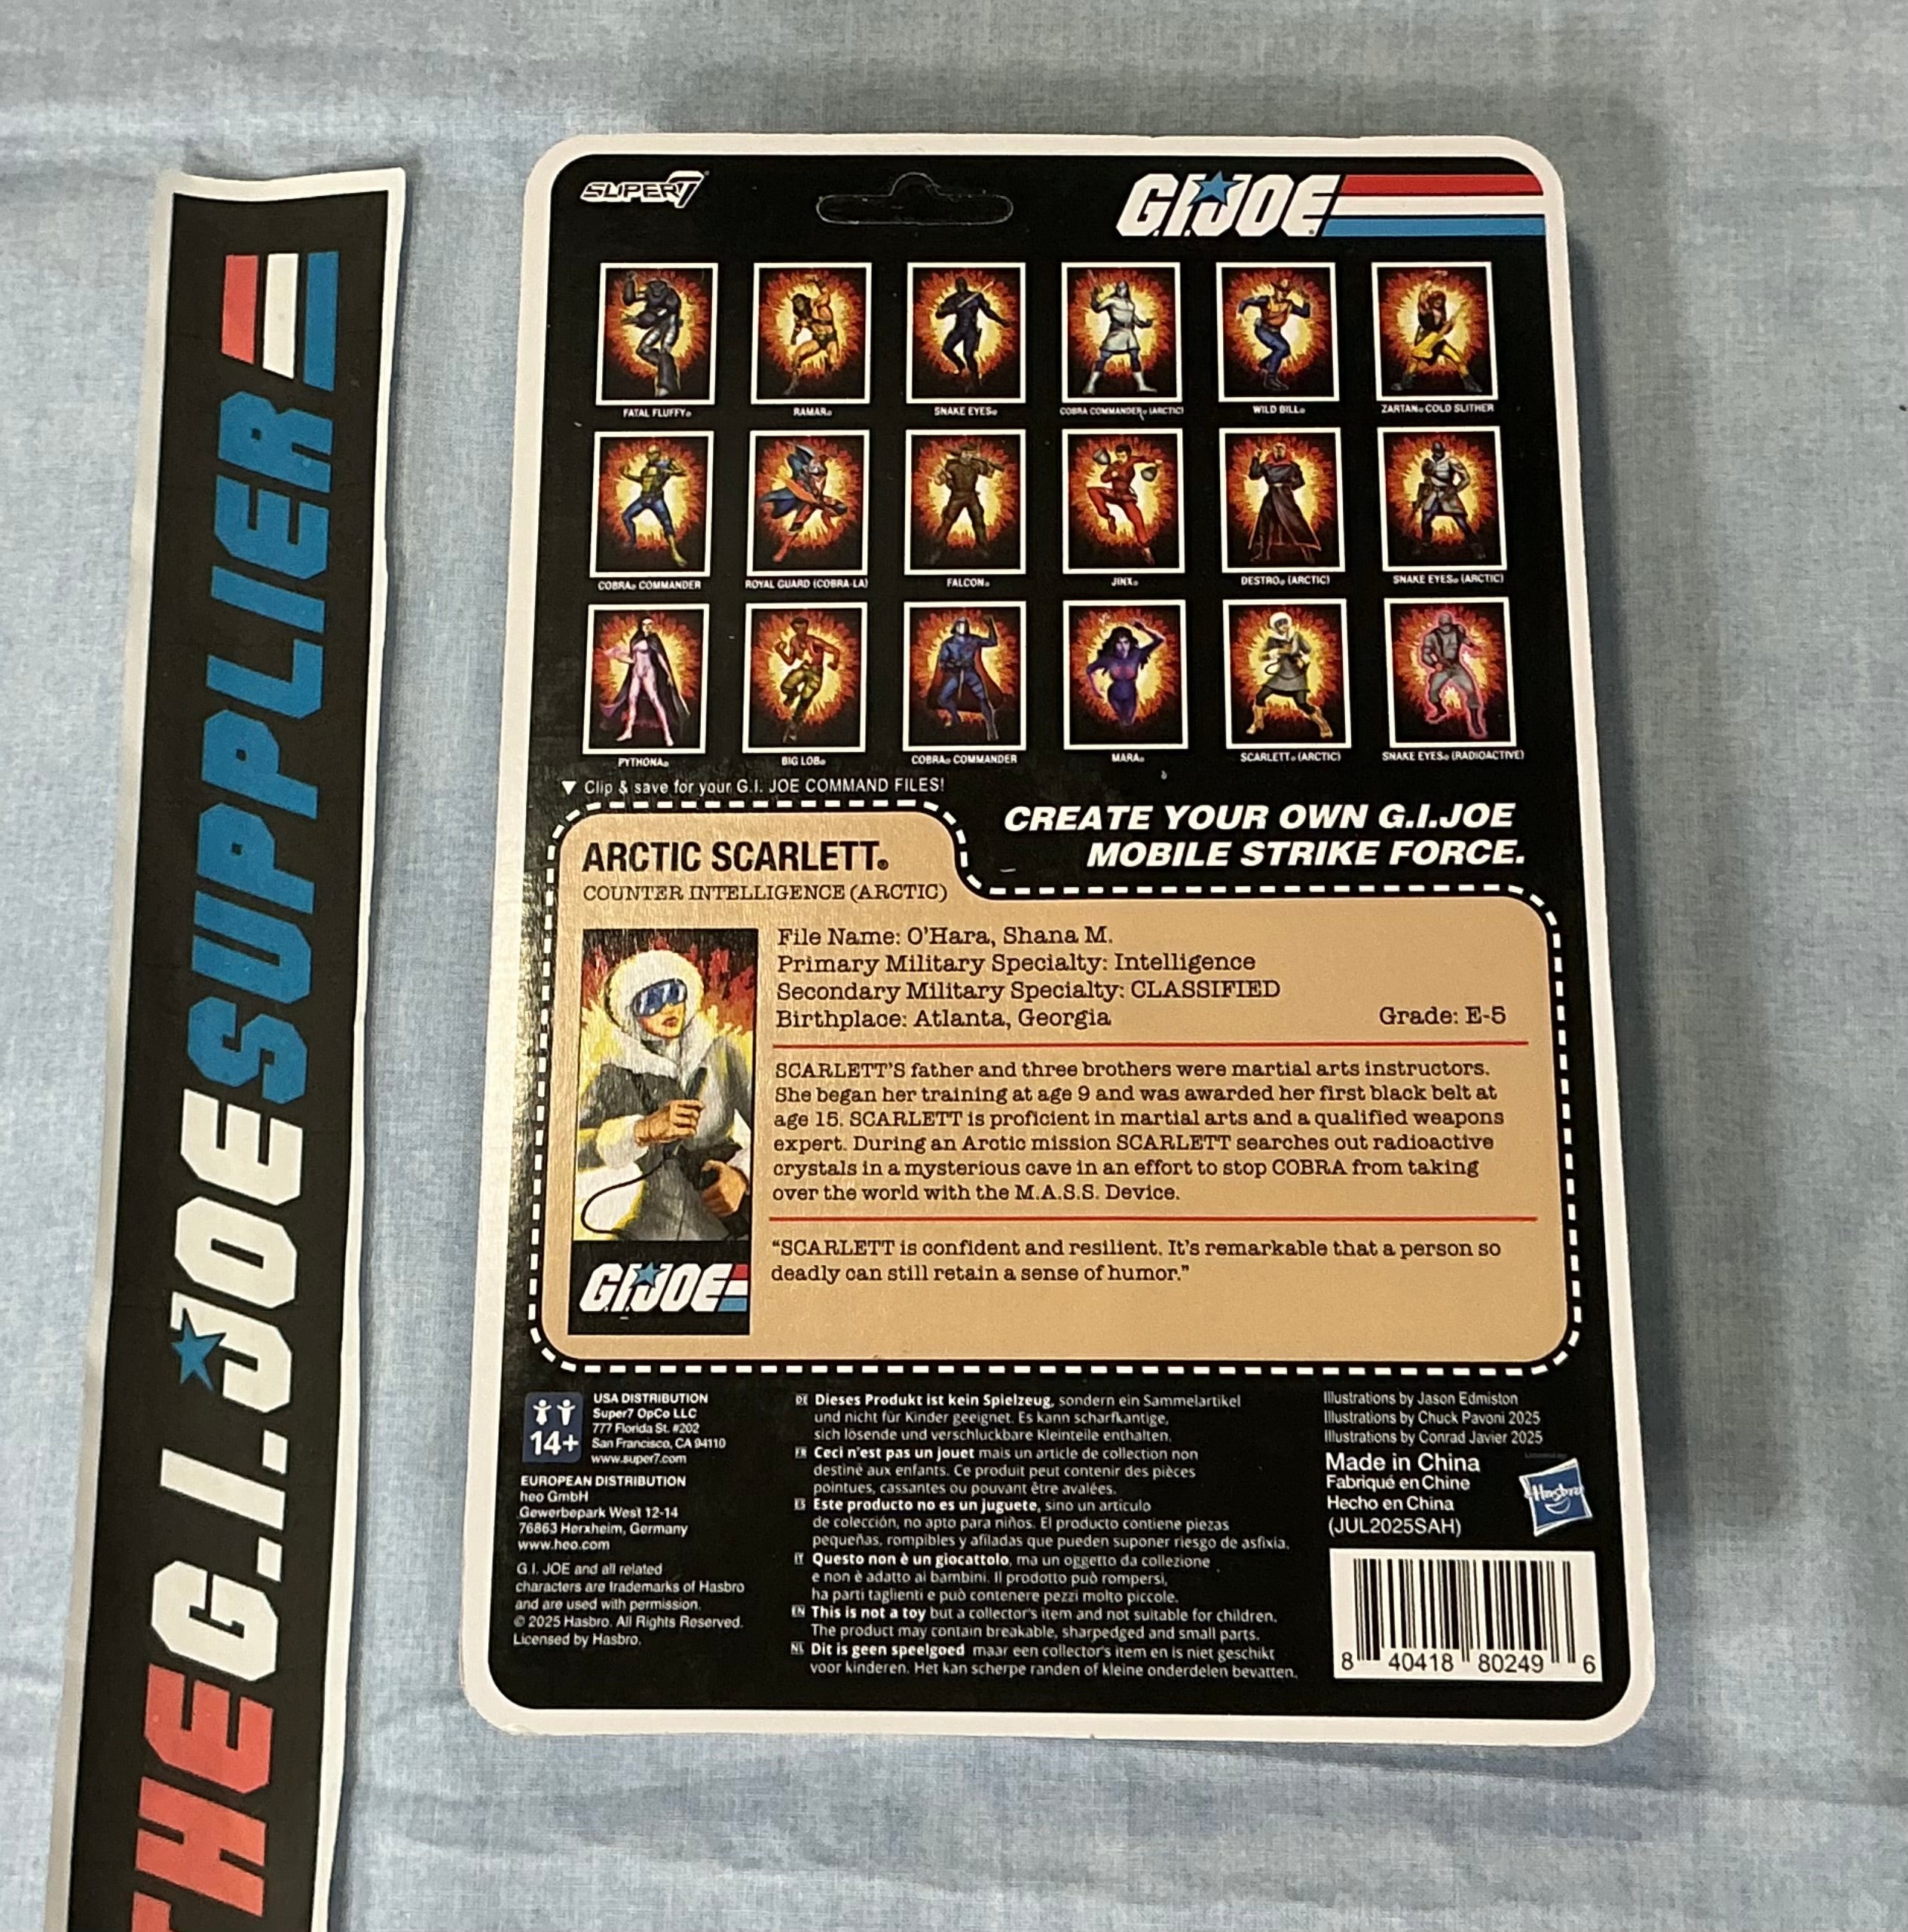 THEG.I.JOESUPPLIER
SUPER7
G.I.JOE
FATAL FLUFFY®
RAMAR®
SNAKE EYES®
COBRA COMMANDER® (ARCTIC)
WILD BILL®
ZARTAN® COLD SLITHER
COBRA® COMMANDER
ROYAL GUARD (COBRA-LA)
FALCON®
JINX®
DESTRO® (ARCTIC)
SNAKE EYES® (ARCTIC)
PYTHONA®
BIG LOB®
COBRA® COMMANDER
MARA®
SCARLETT® (ARCTIC)
SNAKE EYES® (RADIOACTIVE)
▼ Clip & save for your G.I. JOE COMMAND FILES!
CREATE YOUR OWN G.I.JOE
MOBILE STRIKE FORCE.
ARCTIC SCARLETT®
COUNTER INTELLIGENCE (ARCTIC)
File Name: O'Hara, Shana M.
Primary Military Specialty: Intelligence
Secondary Military Specialty: CLASSIFIED
Birthplace: Atlanta, Georgia Grade: E-5
SCARLETT'S father and three brothers were martial arts instructors.
She began her training at age 9 and was awarded her first black belt at
age 15. SCARLETT is proficient in martial arts and a qualified weapons
expert. During an Arctic mission SCARLETT searches out radioactive
crystals in a mysterious cave in an effort to stop COBRA from taking
over the world with the M.A.S.S. Device.
“SCARLETT is confident and resilient. It's remarkable that a person so
deadly can still retain a sense of humor.”
G.I.JOE
14+
USA DISTRIBUTION
Super7 OpCo LLC
777 Florida St. #202
San Francisco, CA 94110
www.super7.com
EUROPEAN DISTRIBUTION
heo GmbH
Gewerbepark West 12-14
76863 Herxheim, Germany
www.heo.com
G.I. JOE and all related
characters are trademarks of Hasbro
and are used with permission.
© 2025 Hasbro. All Rights Reserved.
Licensed by Hasbro.
DE Dieses Produkt ist kein Spielzeug, sondern ein Sammelartikel
und nicht für Kinder geeignet. Es kann scharfkantige,
sich lösende und verschluckbare Kleinteile enthalten.
FR Ceci n'est pas un jouet mais un article de collection non
destiné aux enfants. Ce produit peut contenir des pièces
pointues, cassantes ou pouvant être avalées.
ES Este producto no es un juguete, sino un artículo
de colección, no apto para niños. El producto contiene piezas
pequeñas, rompibles y afiladas que pueden suponer riesgo de asfixia.
IT Questo non è un giocattolo, ma un oggetto da collezione
e non è adatto ai bambini. Il prodotto può rompersi,
ha parti taglienti e può contenere pezzi molto piccole.
EN This is not a toy but a collector's item and not suitable for children.
The product may contain breakable, sharpedged and small parts.
NL Dit is geen speelgoed maar een collector's item en is niet geschikt
voor kinderen. Het kan scherpe randen of kleine onderdelen bevatten.
Illustrations by Jason Edmiston
Illustrations by Chuck Pavoni 2025
Illustrations by Conrad Javier 2025
Made in China
Fabriqué en Chine
Hecho en China
(JUL2025SAH)
Hasbro
8 40418 80249 6